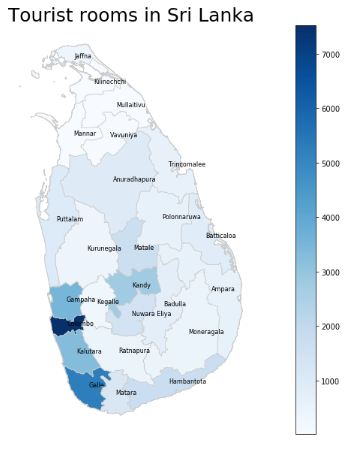 Tourist rooms in Sri Lanka
Jaffna
7000
Kilinochchi
Mullaitivu
6000
Mannar
Vavuniya
Trincomalee
5000
Anuradhapura
Polonnaruwa
Puttalam
4000
Batticaloa
Kurunegala
Matale
Kandy
Ampara
3000
Gampaha
Kegalle
Badulla
Nuwara Eliya
Colombo
Moneragala
2000
Kalutara
Ratnapura
Hambantota
1000
Galle
Matara